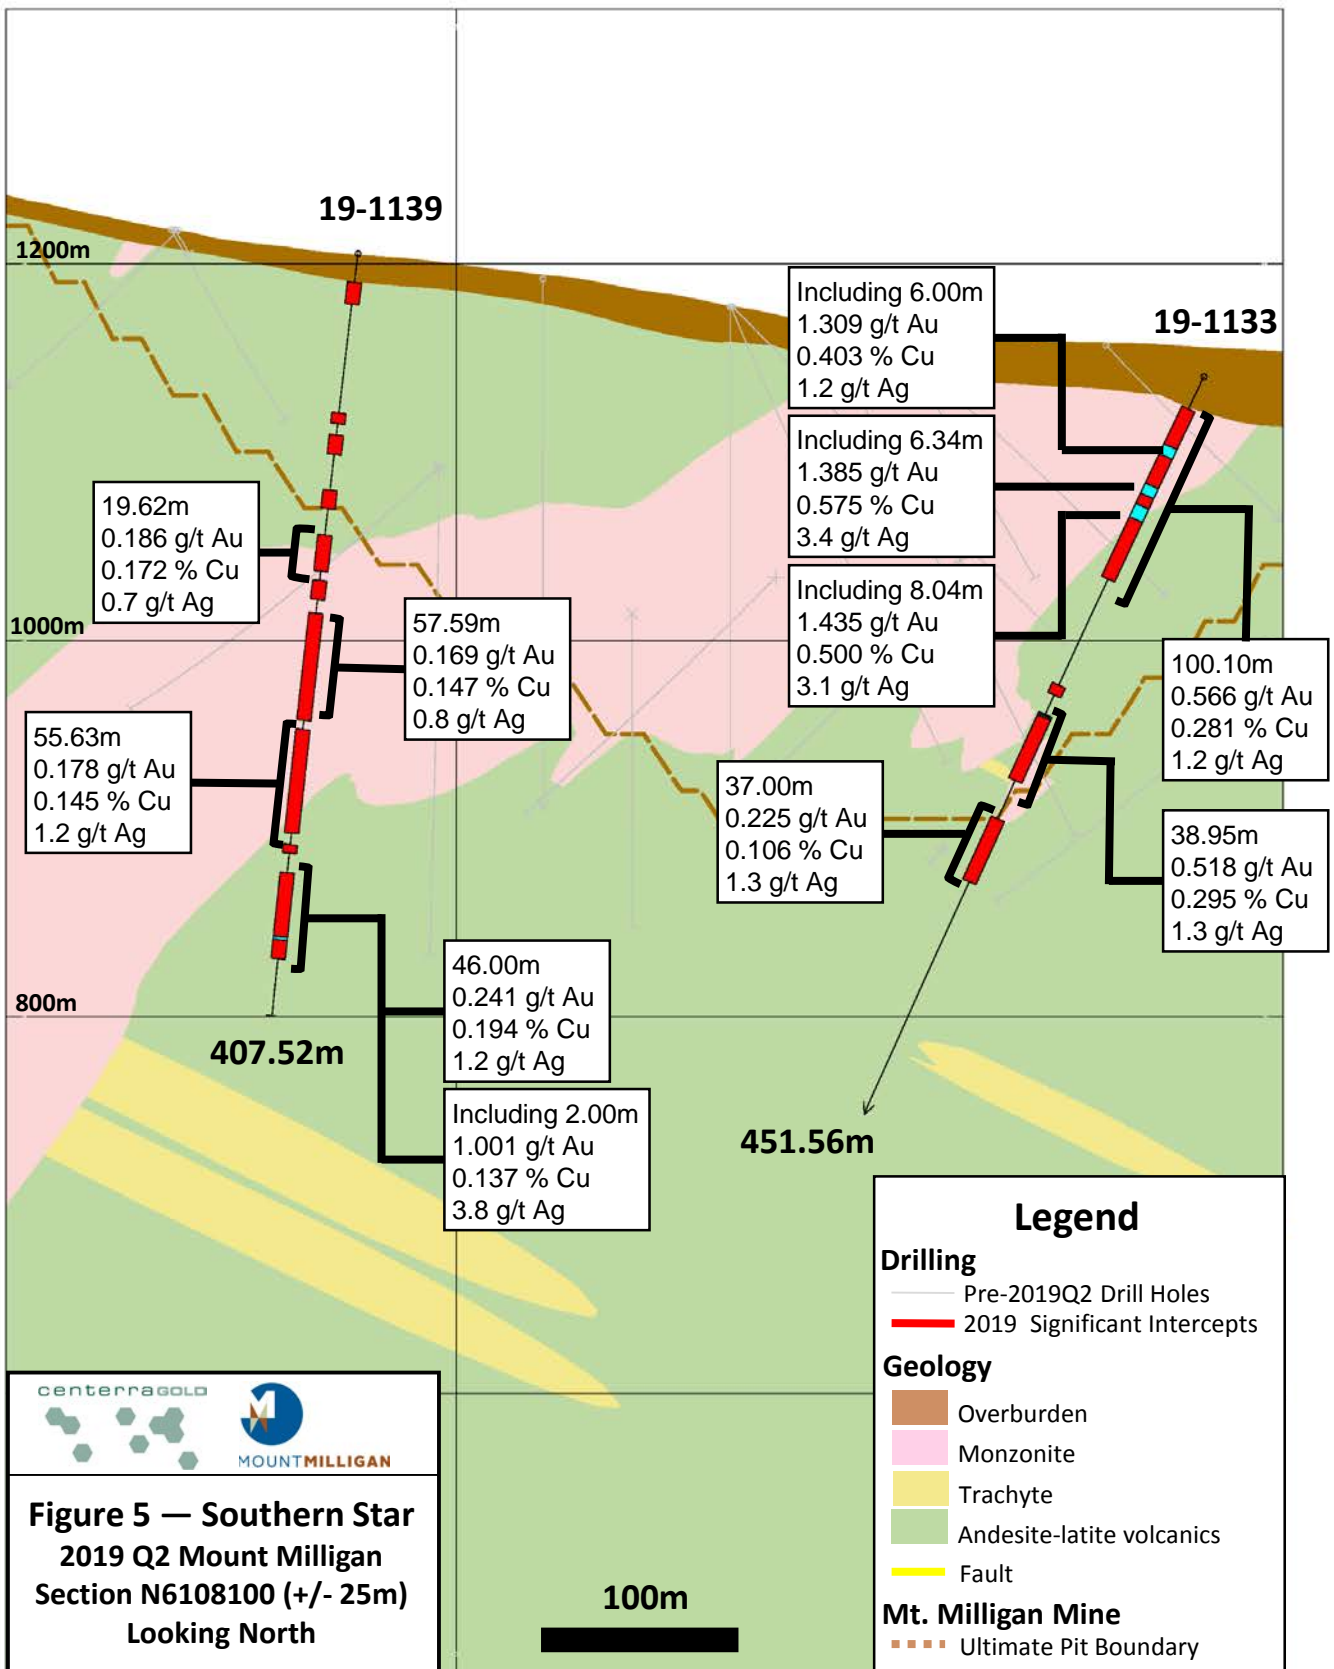 19-1139
1200m
19-1133
Including 6.00m
1.309 g/t Au
0.403 % Cu
1.2 g/t Ag
Including 6.34m
1.385 g/t Au
0.575 % Cu
3.4 g/t Ag
19.62m
0.186 g/t Au
0.172 % Cu
0.7 g/t Ag
Including 8.04m
1.435 g/t Au
0.500 % Cu
3.1 g/t Ag
1000m
57.59m
0.169 g/t Au
0.147 % Cu
0.8 g/t Ag
100.10m
0.566 g/t Au
0.281 % Cu
1.2 g/t Ag
55.63m
0.178 g/t Au
0.145 % Cu
1.2 g/t Ag
37.00m
0.225 g/t Au
0.106 % Cu
1.3 g/t Ag
38.95m
0.518 g/t Au
0.295 % Cu
1.3 g/t Ag
800m
46.00m
0.241 g/t Au
0.194 % Cu
1.2 g/t Ag
407.52m
Including 2.00m
1.001 g/t Au
0.137 % Cu
3.8 g/t Ag
451.56m
Legend
Drilling
Pre-2019Q2 Drill Holes
2019 Significant Intercepts
Geology
Overburden
Monzonite
Trachyte
Andesite-latite volcanics
Fault
Mt. Milligan Mine
Ultimate Pit Boundary
centerraGOLD
MOUNTMILLIGAN
Figure 5 — Southern Star
2019 Q2 Mount Milligan
Section N6108100 (+/- 25m)
Looking North
100m